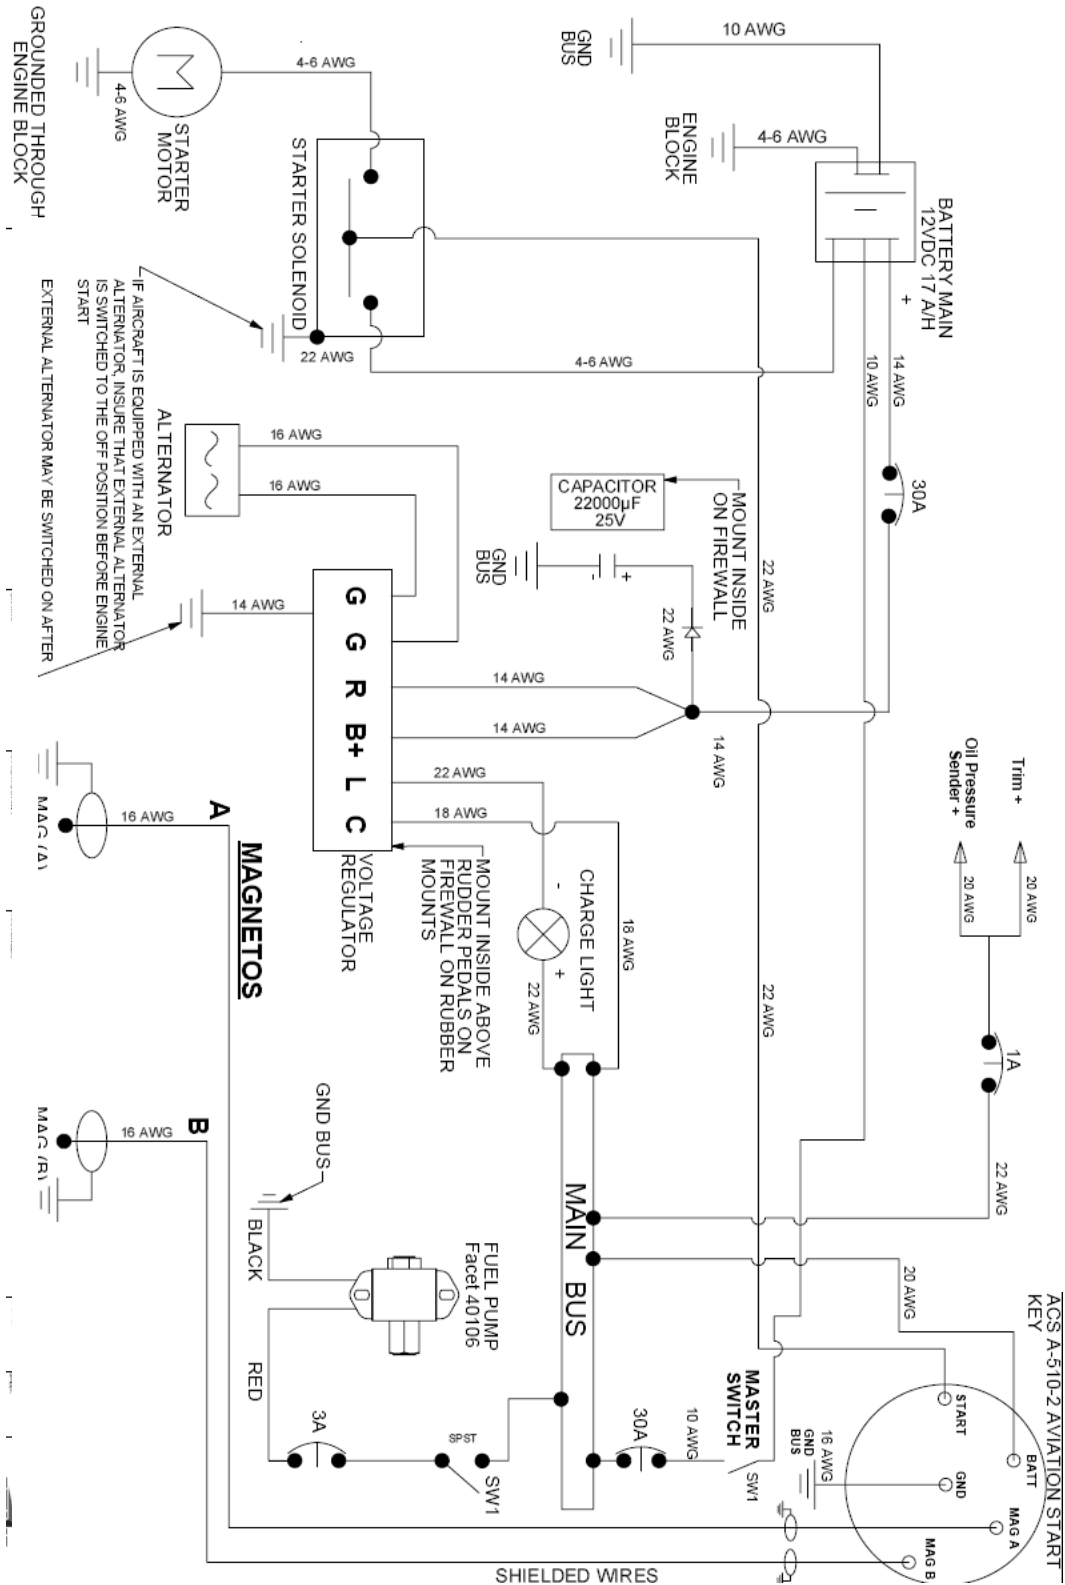 GROUNDED THROUGH
ENGINE BLOCK
4-6 AWG
STARTER
MOTOR
M
4-6 AWG
STARTER SOLENOID
22 AWG
GND
BUS
10 AWG
ENGINE
BLOCK
4-6 AWG
BATTERY MAIN
12VDC 17 A/H
+
14 AWG
10 AWG
4-6 AWG
30A
IF AIRCRAFT IS EQUIPPED WITH AN EXTERNAL
ALTERNATOR, INSURE THAT EXTERNAL ALTERNATOR
IS SWITCHED TO THE OFF POSITION BEFORE ENGINE
START
EXTERNAL ALTERNATOR MAY BE SWITCHED ON AFTER
ALTERNATOR
16 AWG
16 AWG
14 AWG
CAPACITOR
22000µF
25V
MOUNT INSIDE
ON FIREWALL
GND
BUS
-
+
22 AWG
22 AWG
G
G
R
B+
L
C
14 AWG
14 AWG
14 AWG
22 AWG
18 AWG
VOLTAGE
REGULATOR
MOUNT INSIDE ABOVE
RUDDER PEDALS ON
FIREWALL ON RUBBER
MOUNTS
CHARGE LIGHT
-
+
22 AWG
18 AWG
22 AWG
Trim +
Oil Pressure
Sender +
20 AWG
20 AWG
1A
22 AWG
MAGNETOS
A
16 AWG
MAG (A)
B
16 AWG
MAG (B)
GND BUS
BLACK
RED
FUEL PUMP
Facet 40106
3A
SPST
SW1
MAIN BUS
30A
10 AWG
MASTER
SWITCH
SW1
20 AWG
ACS A-510-2 AVIATION START
KEY
START
BATT
GND
MAG A
MAG B
16 AWG
GND
BUS
SHIELDED WIRES